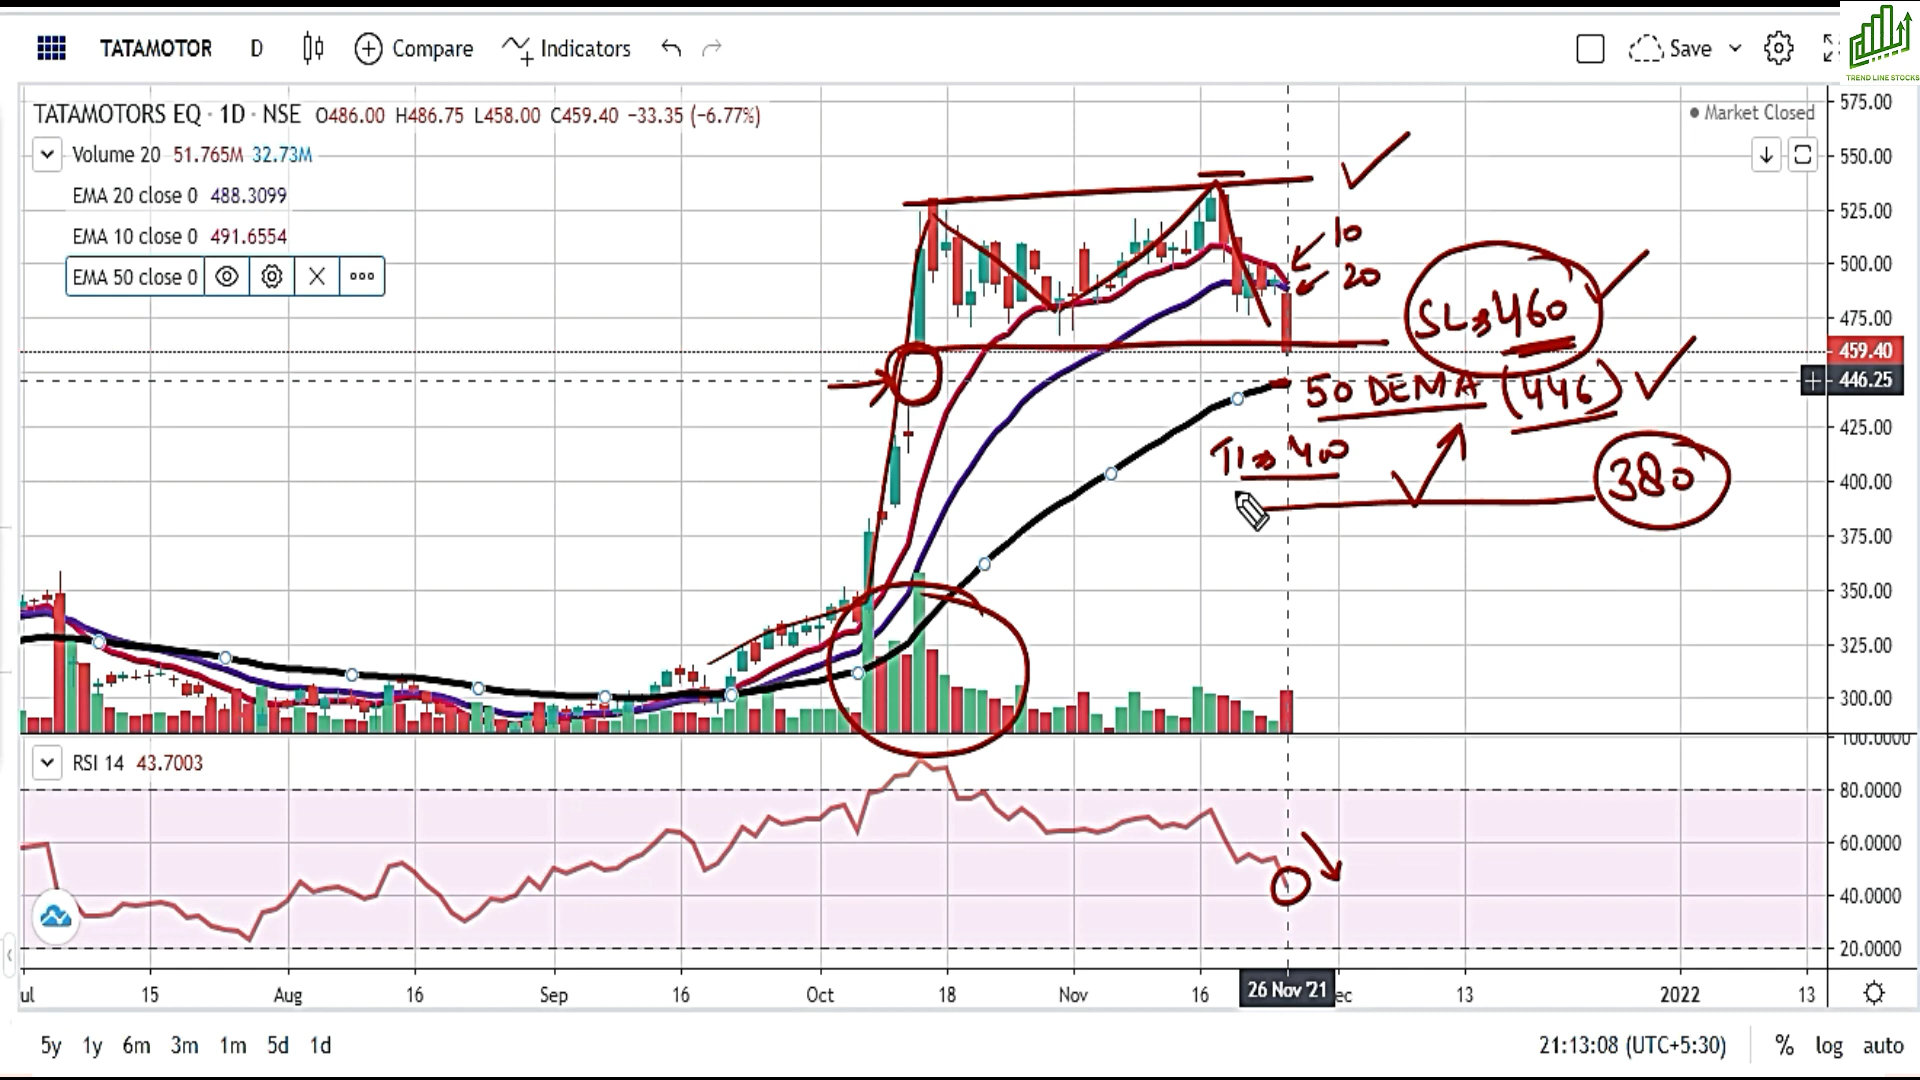 TATAMOTOR D Compare Indicators Save
TREND LINE STOCKS
TATAMOTORS EQ · 1D · NSE O486.00 H486.75 L458.00 C459.40 −33.35 (−6.77%)
Market Closed
Volume 20 51.765M 32.73M
EMA 20 close 0 488.3099
EMA 10 close 0 491.6554
EMA 50 close 0
575.00
550.00
525.00
500.00
475.00
459.40
446.25
425.00
400.00
375.00
350.00
325.00
300.00
10
20
SL 460
50 DEMA (446)
T1 400
380
RSI 14 43.7003
100.0000
80.0000
60.0000
40.0000
20.0000
ul 15 Aug 16 Sep 16 Oct 18 Nov 16 26 Nov '21 ec 13 2022 13
5y 1y 6m 3m 1m 5d 1d 21:13:08 (UTC+5:30) % log auto